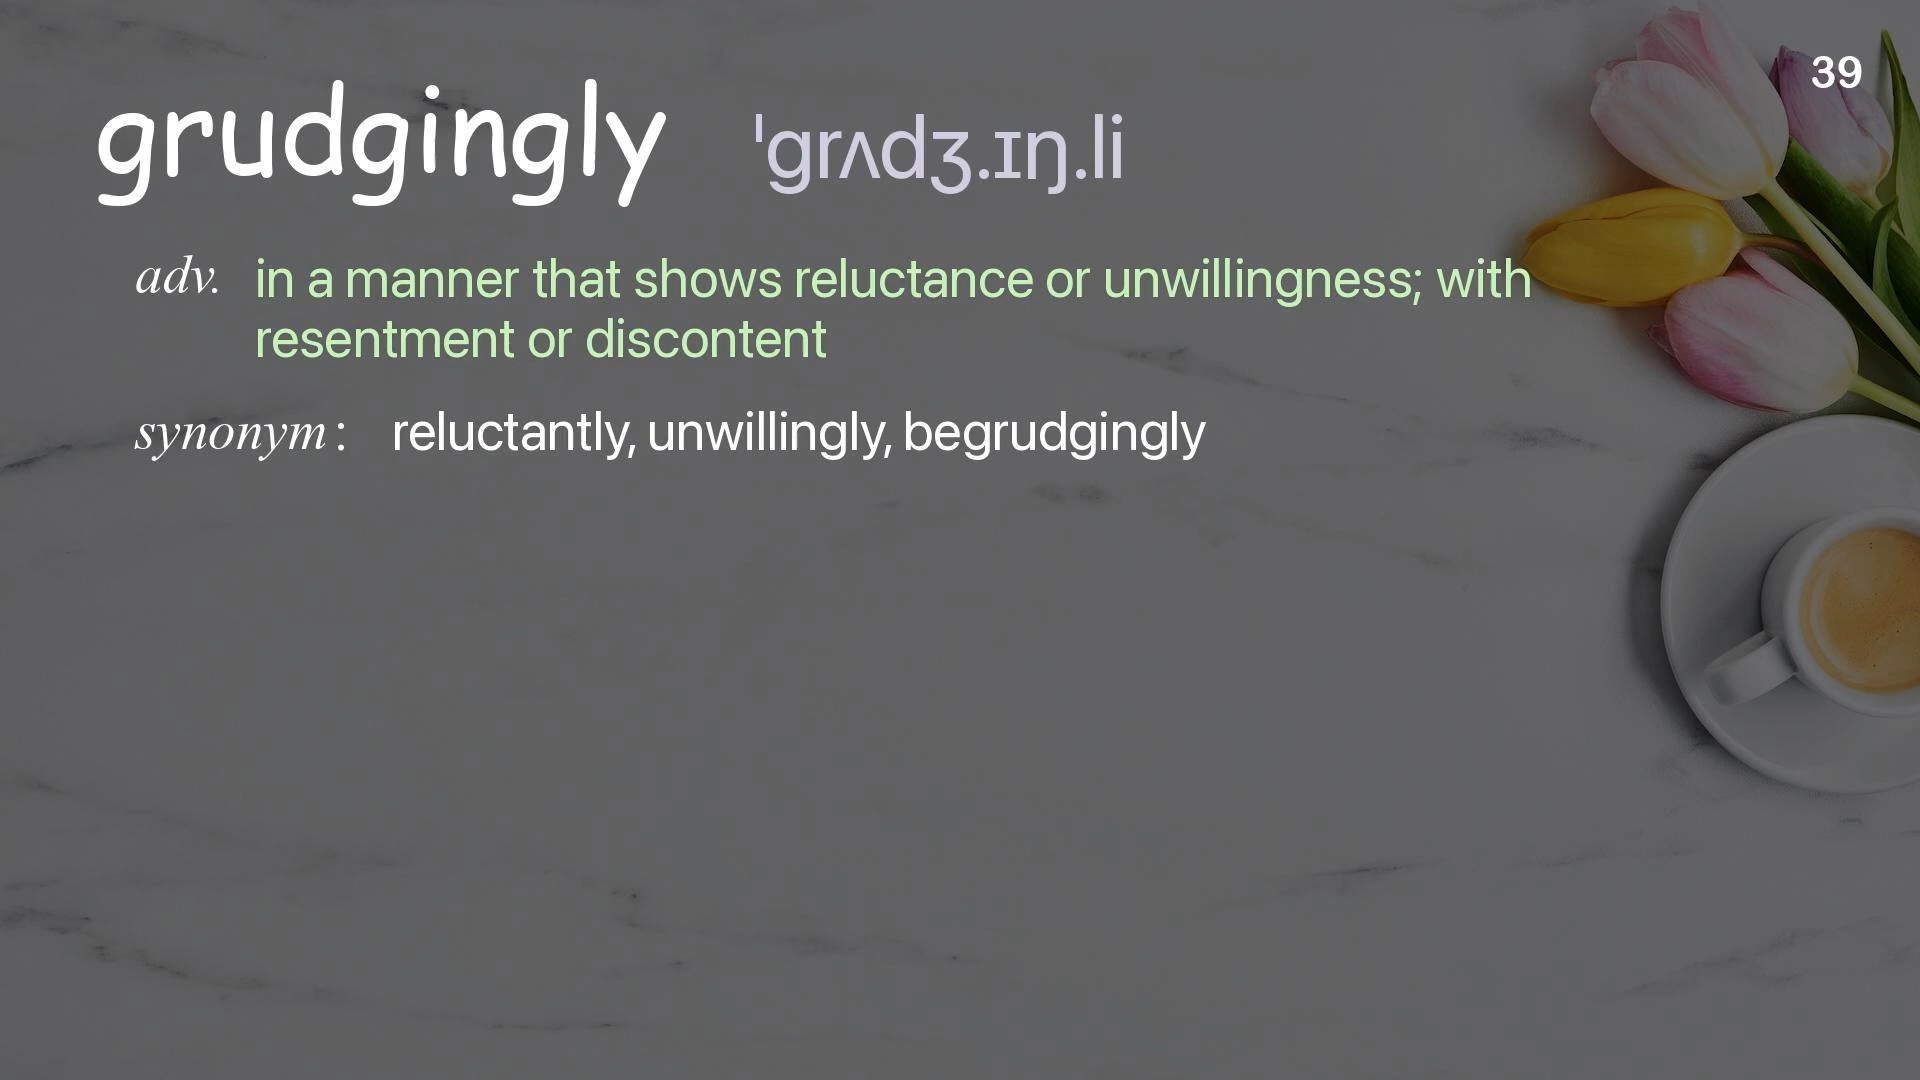 39
grudgingly ˈgrʌdʒ.ɪŋ.li
adv. in a manner that shows reluctance or unwillingness; with
resentment or discontent
synonym : reluctantly, unwillingly, begrudgingly